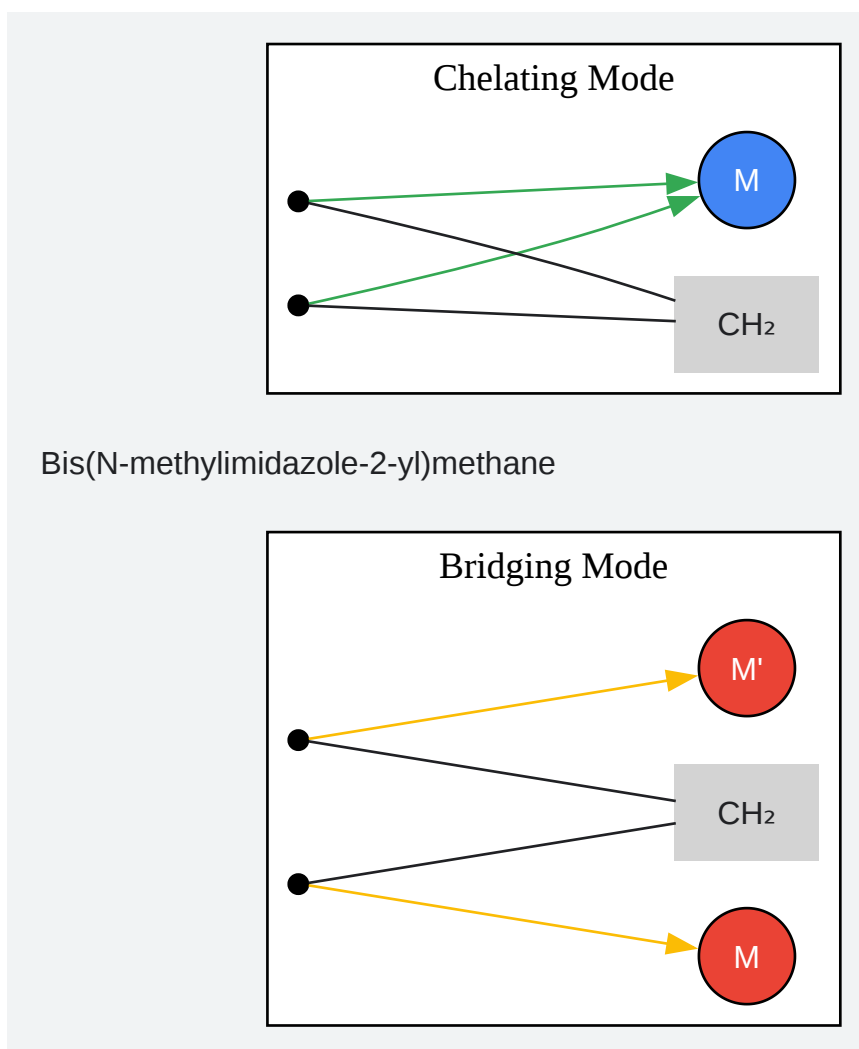 Chelating Mode
M
CH₂
Bis(N-methylimidazole-2-yl)methane
Bridging Mode
M'
CH₂
M